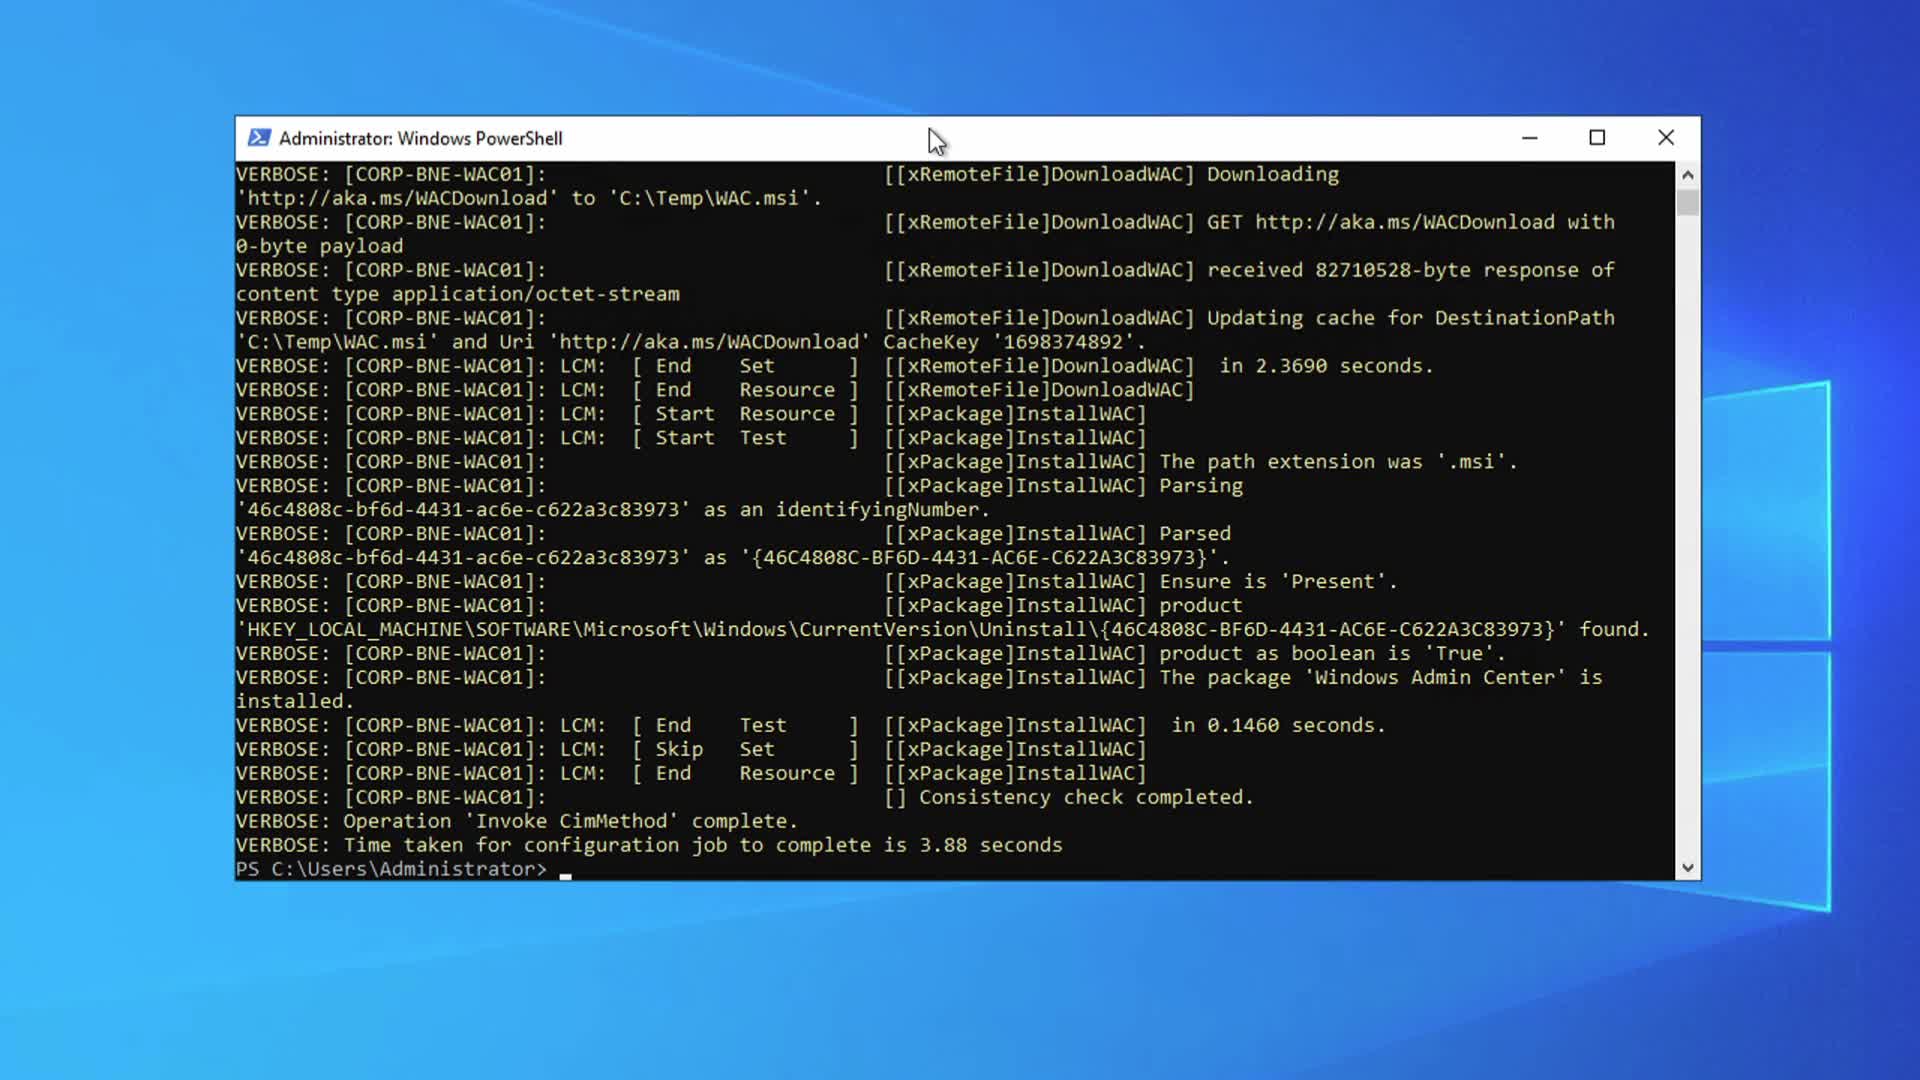 Administrator: Windows PowerShell
VERBOSE: [CORP-BNE-WAC01]: [[xRemoteFile]DownloadWAC] Downloading
'http://aka.ms/WACDownload' to 'C:\Temp\WAC.msi'.
VERBOSE: [CORP-BNE-WAC01]: [[xRemoteFile]DownloadWAC] GET http://aka.ms/WACDownload with
0-byte payload
VERBOSE: [CORP-BNE-WAC01]: [[xRemoteFile]DownloadWAC] received 82710528-byte response of
content type application/octet-stream
VERBOSE: [CORP-BNE-WAC01]: [[xRemoteFile]DownloadWAC] Updating cache for DestinationPath
'C:\Temp\WAC.msi' and Uri 'http://aka.ms/WACDownload' CacheKey '1698374892'.
VERBOSE: [CORP-BNE-WAC01]: LCM: [ End Set ] [[xRemoteFile]DownloadWAC] in 2.3690 seconds.
VERBOSE: [CORP-BNE-WAC01]: LCM: [ End Resource ] [[xRemoteFile]DownloadWAC]
VERBOSE: [CORP-BNE-WAC01]: LCM: [ Start Resource ] [[xPackage]InstallWAC]
VERBOSE: [CORP-BNE-WAC01]: LCM: [ Start Test ] [[xPackage]InstallWAC]
VERBOSE: [CORP-BNE-WAC01]: [[xPackage]InstallWAC] The path extension was '.msi'.
VERBOSE: [CORP-BNE-WAC01]: [[xPackage]InstallWAC] Parsing
'46c4808c-bf6d-4431-ac6e-c622a3c83973' as an identifyingNumber.
VERBOSE: [CORP-BNE-WAC01]: [[xPackage]InstallWAC] Parsed
'46c4808c-bf6d-4431-ac6e-c622a3c83973' as '{46C4808C-BF6D-4431-AC6E-C622A3C83973}'.
VERBOSE: [CORP-BNE-WAC01]: [[xPackage]InstallWAC] Ensure is 'Present'.
VERBOSE: [CORP-BNE-WAC01]: [[xPackage]InstallWAC] product
'HKEY_LOCAL_MACHINE\SOFTWARE\Microsoft\Windows\CurrentVersion\Uninstall\{46C4808C-BF6D-4431-AC6E-C622A3C83973}' found.
VERBOSE: [CORP-BNE-WAC01]: [[xPackage]InstallWAC] product as boolean is 'True'.
VERBOSE: [CORP-BNE-WAC01]: [[xPackage]InstallWAC] The package 'Windows Admin Center' is
installed.
VERBOSE: [CORP-BNE-WAC01]: LCM: [ End Test ] [[xPackage]InstallWAC] in 0.1460 seconds.
VERBOSE: [CORP-BNE-WAC01]: LCM: [ Skip Set ] [[xPackage]InstallWAC]
VERBOSE: [CORP-BNE-WAC01]: LCM: [ End Resource ] [[xPackage]InstallWAC]
VERBOSE: [CORP-BNE-WAC01]: [] Consistency check completed.
VERBOSE: Operation 'Invoke CimMethod' complete.
VERBOSE: Time taken for configuration job to complete is 3.88 seconds
PS C:\Users\Administrator> _